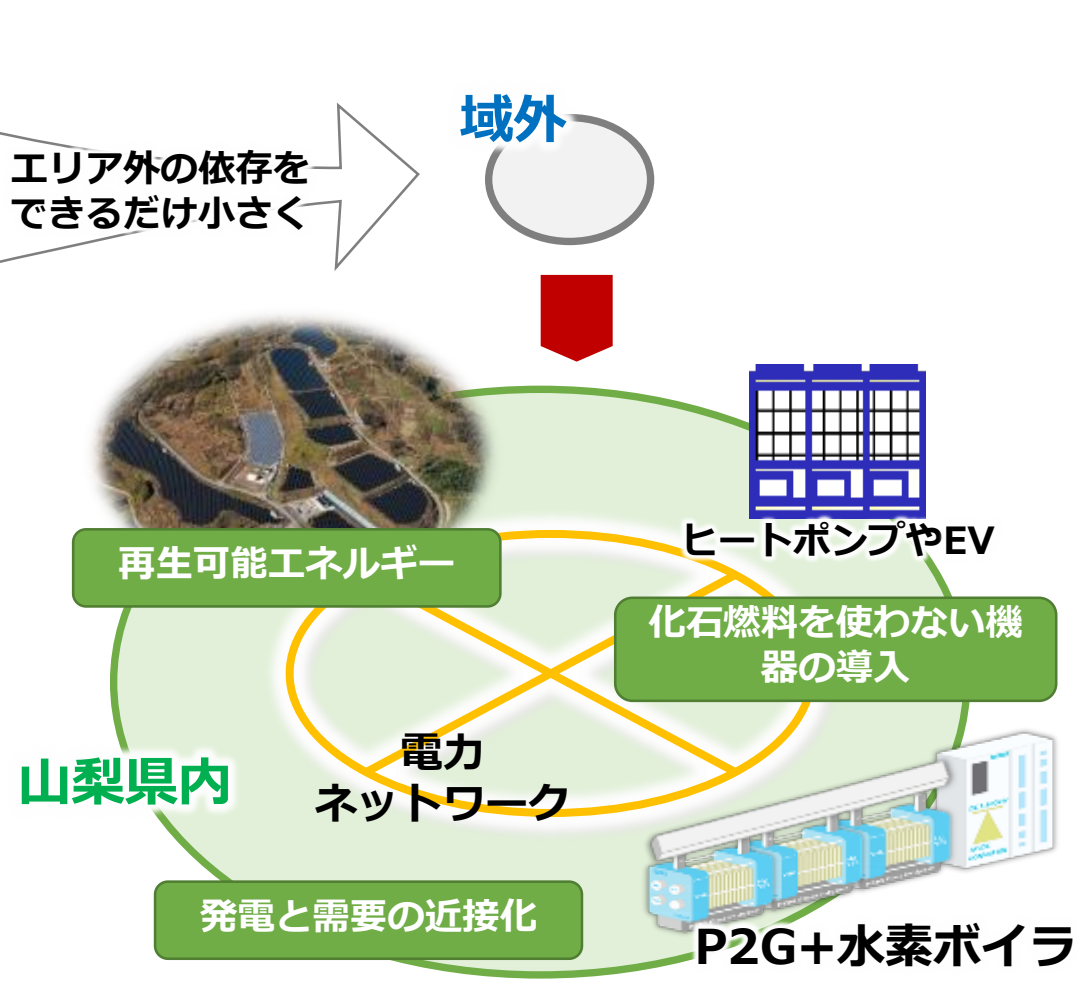 域外
エリア外の依存を
できるだけ小さく
再生可能エネルギー
ヒートポンプやEV
化石燃料を使わない機
器の導入
電力
ネットワーク
山梨県内
発電と需要の近接化
P2G+水素ボイラ